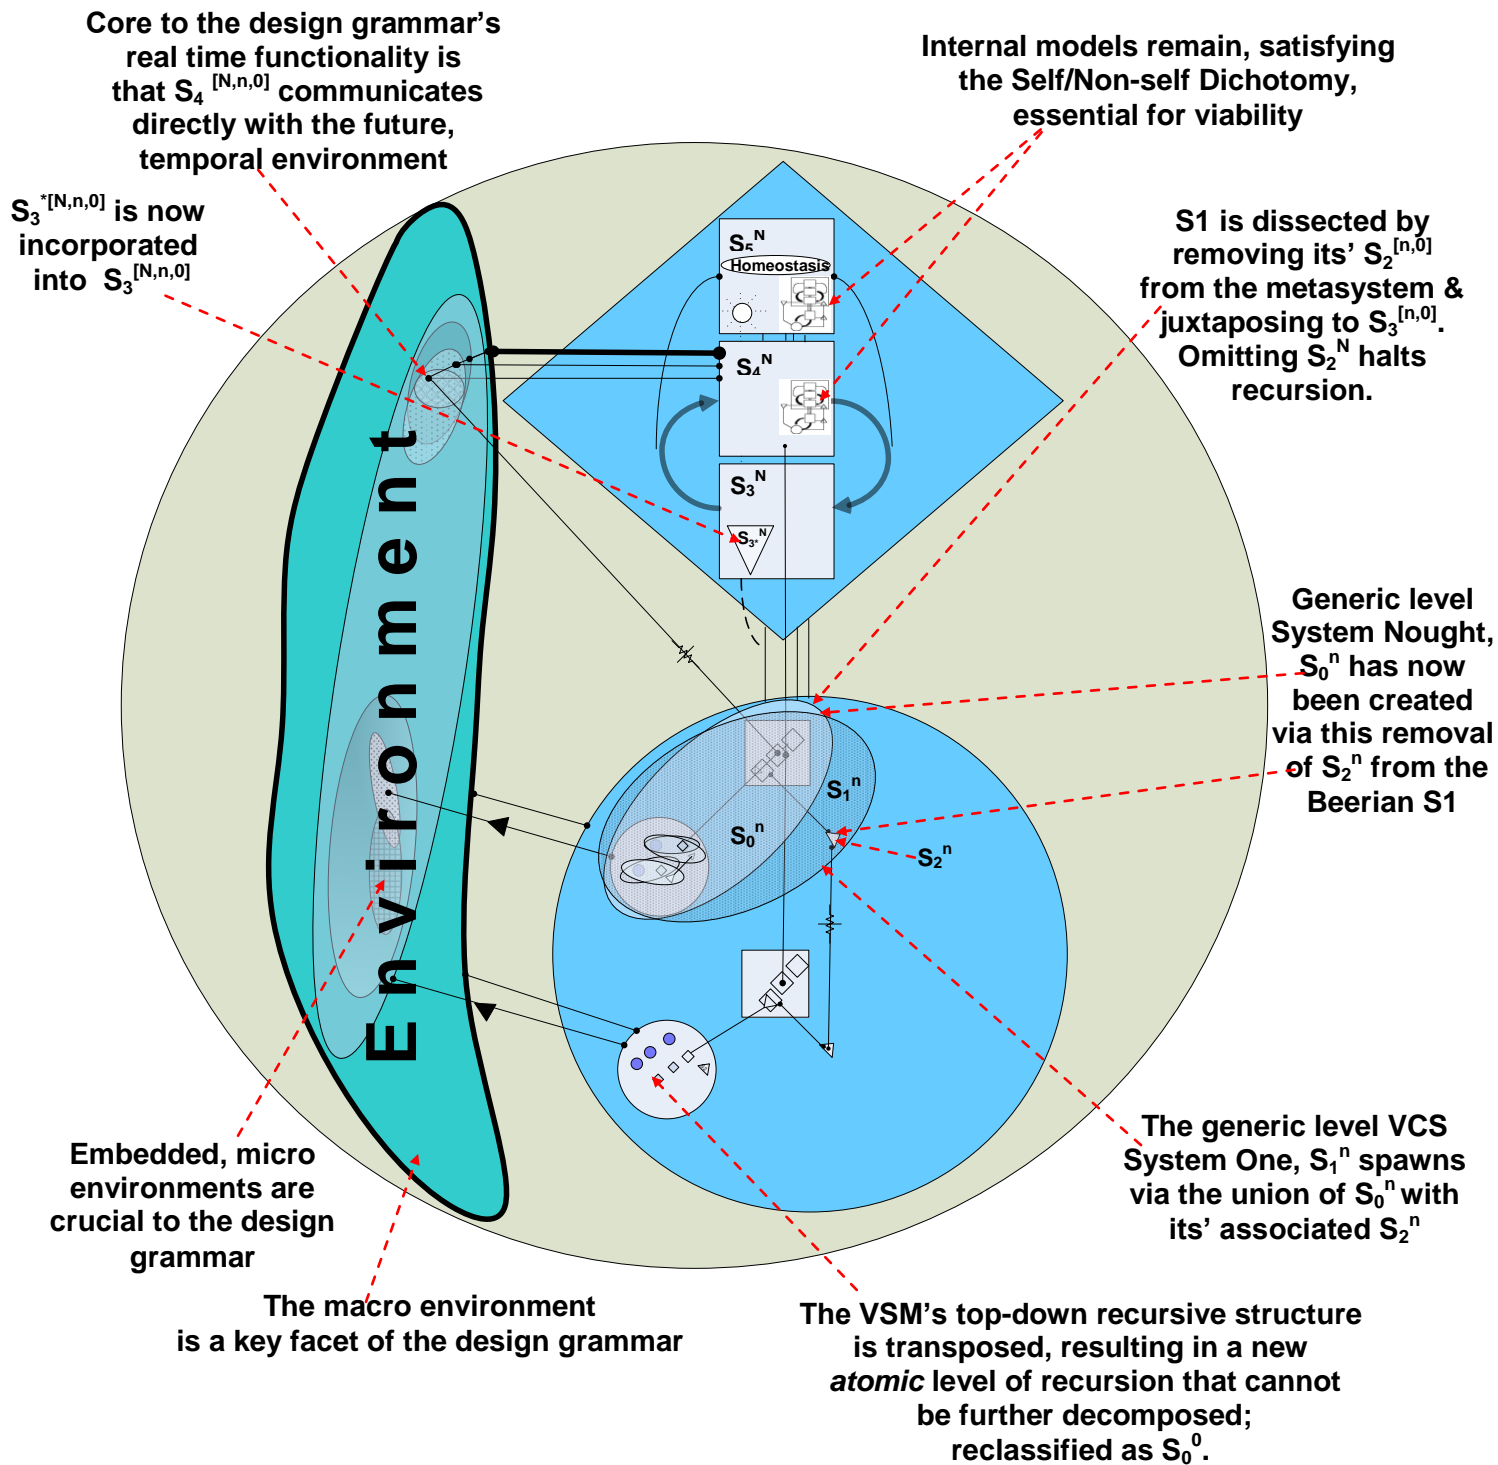 Core to the design grammar's
real time functionality is
that S₄ [N,n,0] communicates
directly with the future,
temporal environment
Internal models remain, satisfying
the Self/Non-self Dichotomy,
essential for viability
S₃*[N,n,0] is now
incorporated
into S₃[N,n,0]
S1 is dissected by
removing its' S₂[n,0]
from the metasystem &
juxtaposing to S₃[n,0].
Omitting S₂ᴺ halts
recursion.
S₅ᴺ
Homeostasis
S₄ᴺ
S₃ᴺ
S₃*ᴺ
Environment
Generic level
System Nought,
S₀ⁿ has now
been created
via this removal
of S₂ⁿ from the
Beerian S1
S₁ⁿ
S₀ⁿ
S₂ⁿ
The generic level VCS
System One, S₁ⁿ spawns
via the union of S₀ⁿ with
its' associated S₂ⁿ
Embedded, micro
environments are
crucial to the design
grammar
The macro environment
is a key facet of the design grammar
The VSM's top-down recursive structure
is transposed, resulting in a new
atomic level of recursion that cannot
be further decomposed;
reclassified as S₀⁰.